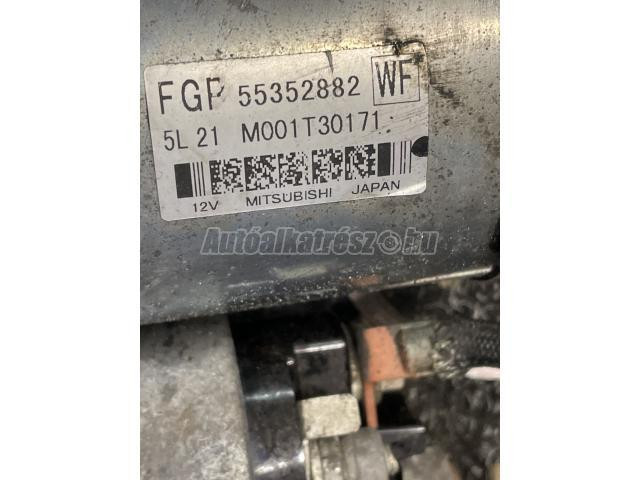 FGP 55352882 WF
5L 21 M001T30171
12V MITSUBISHI JAPAN
Autóalkatrész.hu